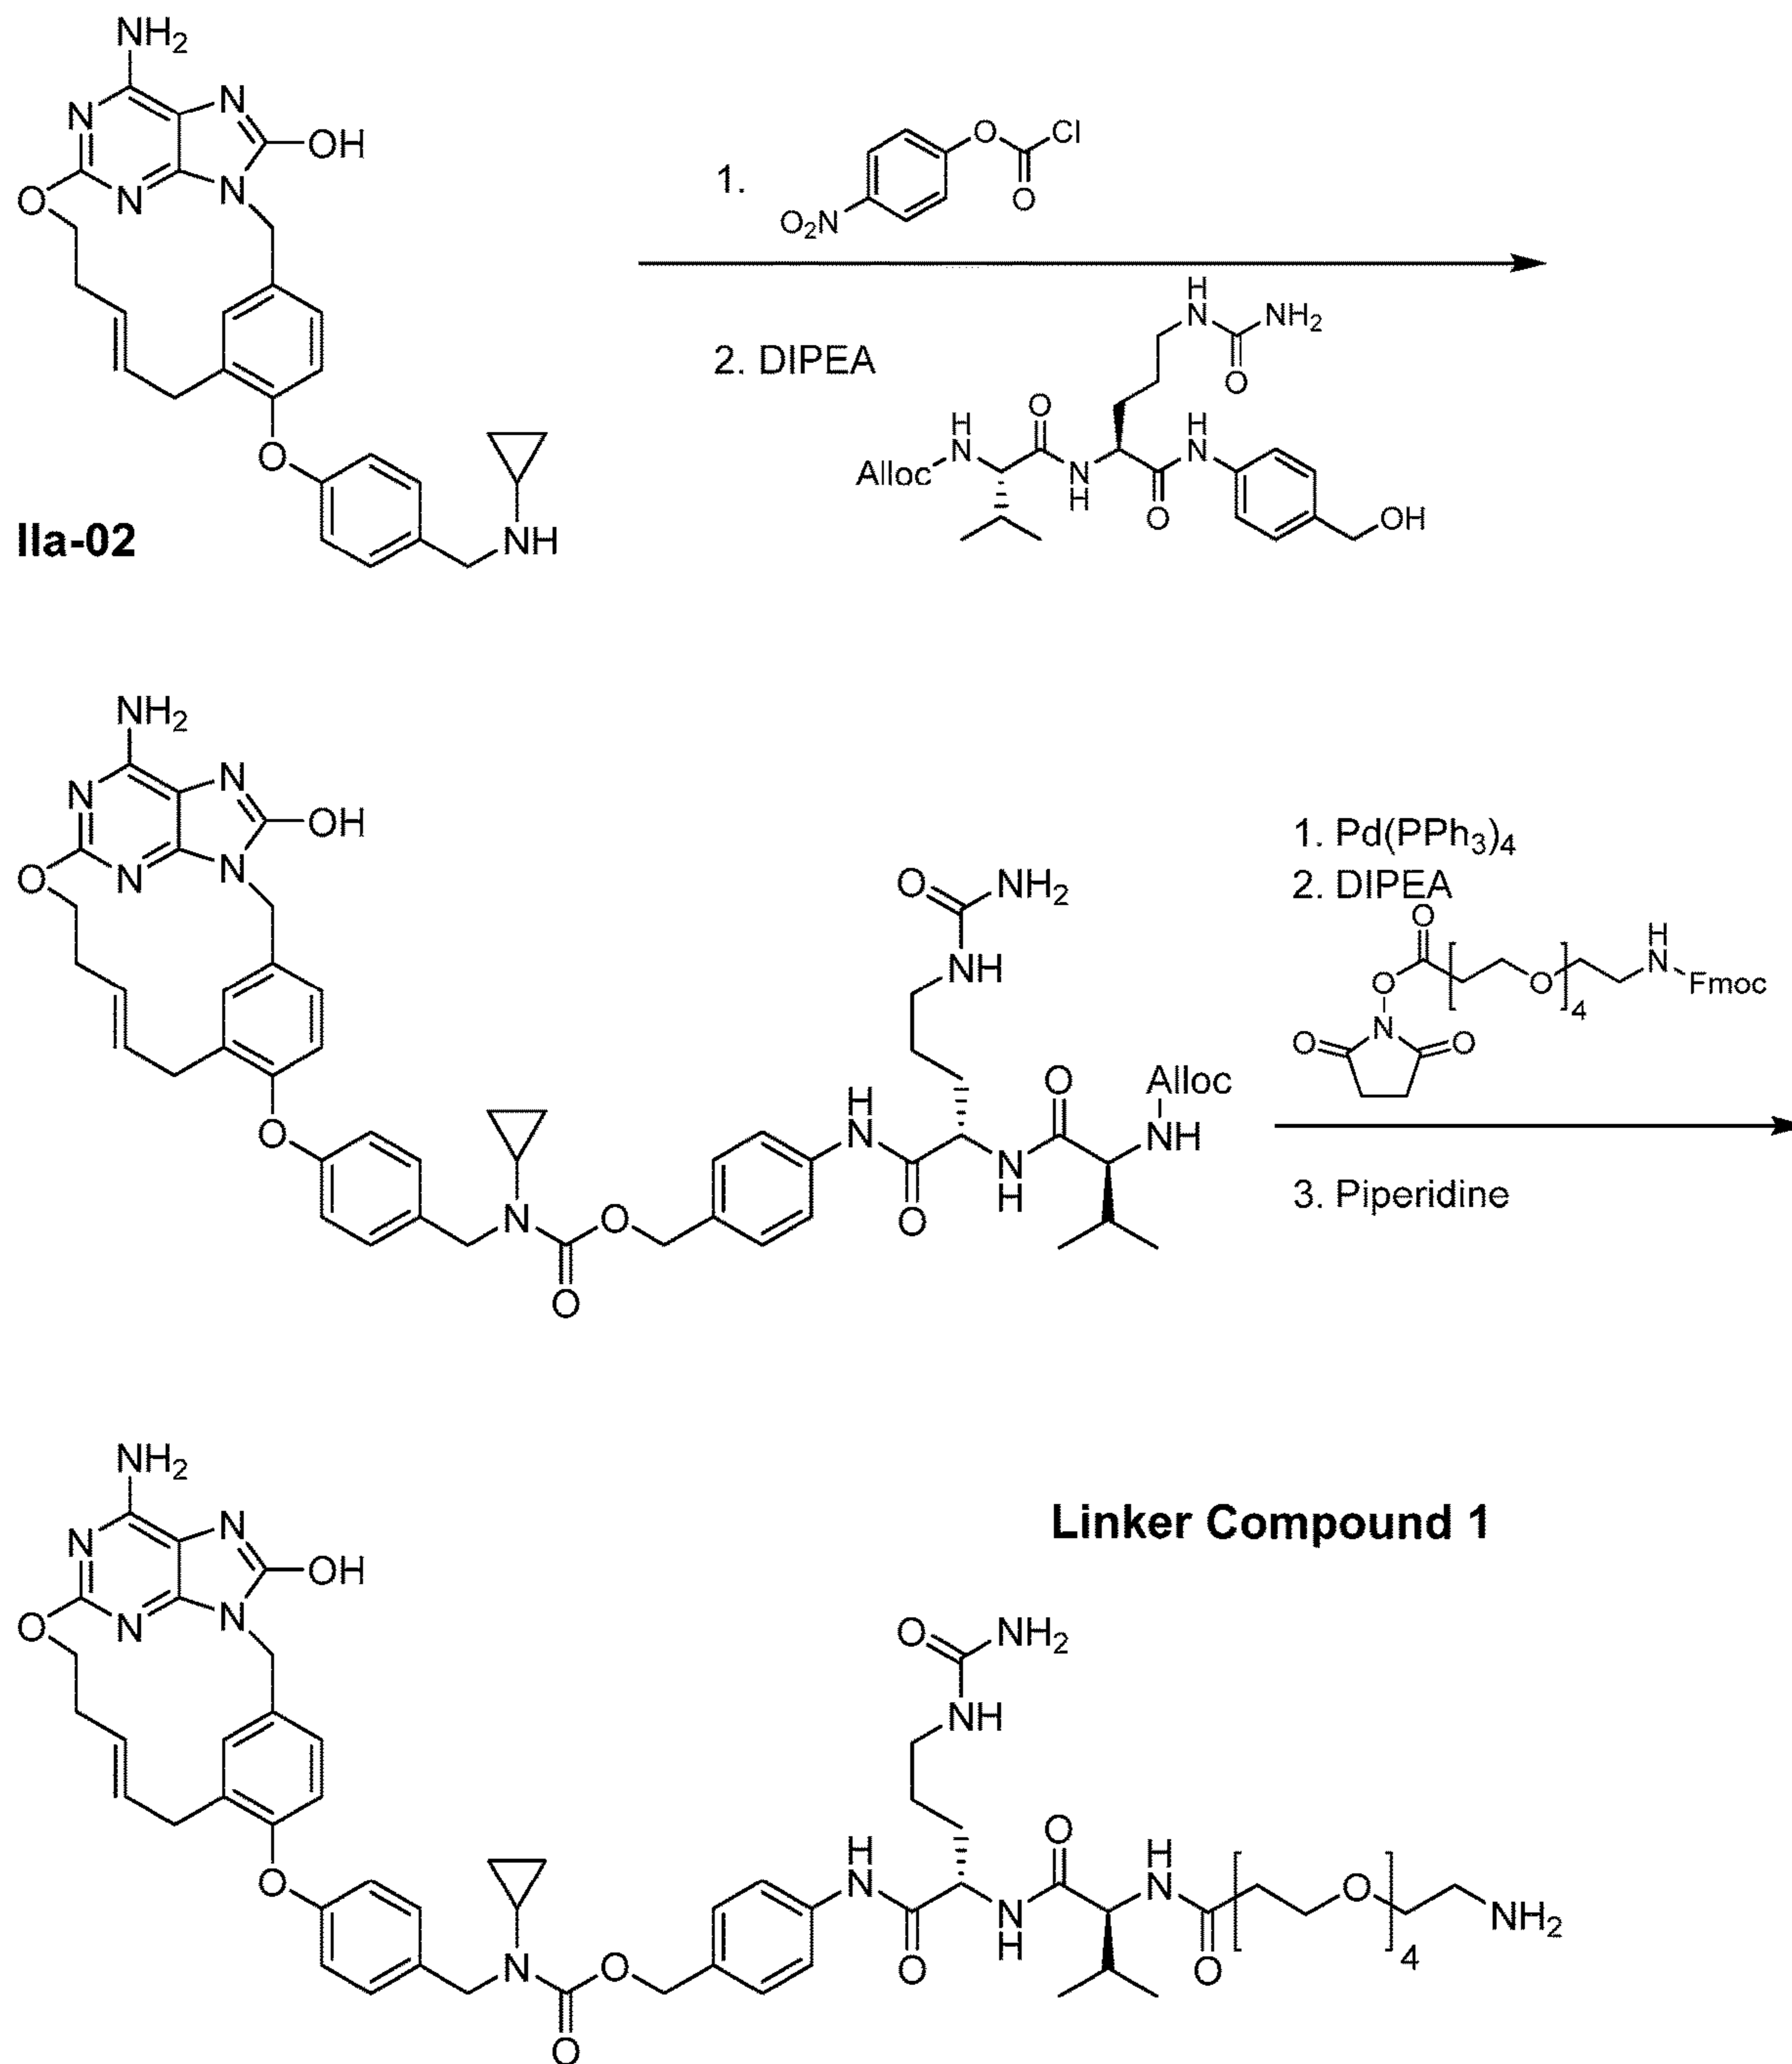 NH2
N
N
OH
O
N
N
O
NH
IIa-02
1.
O
Cl
O
O2N
2. DIPEA
H
N
NH2
O
H
N
O
H
N
Alloc
N
H
O
OH
NH2
N
N
OH
O
N
N
O
N
O
O
H
N
O
O
NH2
NH
N
H
O
Alloc
NH
1. Pd(PPh3)4
2. DIPEA
O
O
N
O
O
O
4
H
N
Fmoc
3. Piperidine
Linker Compound 1
NH2
N
N
OH
O
N
N
O
N
O
O
H
N
O
O
NH2
NH
N
H
O
H
N
O
O
4
NH2